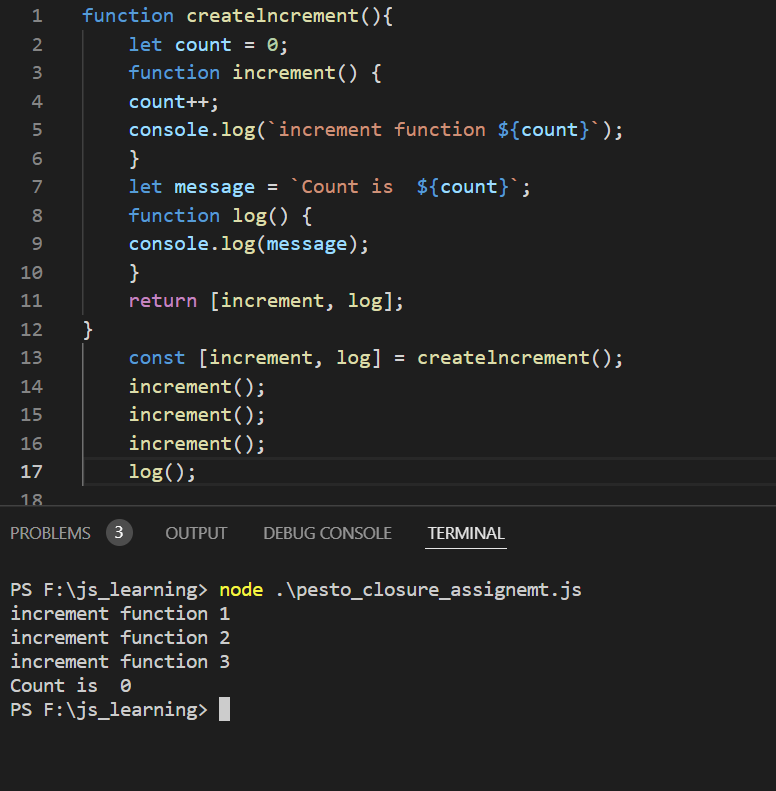 1 function createlncrement(){
2 let count = 0;
3 function increment() {
4 count++;
5 console.log(`increment function ${count}`);
6 }
7 let message = `Count is  ${count}`;
8 function log() {
9 console.log(message);
10 }
11 return [increment, log];
12 }
13 const [increment, log] = createlncrement();
14 increment();
15 increment();
16 increment();
17 log();
18
PROBLEMS 3 OUTPUT DEBUG CONSOLE TERMINAL
PS F:\js_learning> node .\pesto_closure_assignemt.js
increment function 1
increment function 2
increment function 3
Count is  0
PS F:\js_learning>